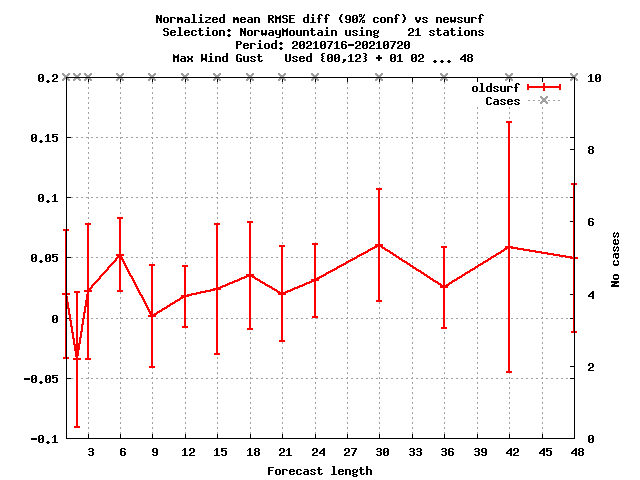 Normalized mean RMSE diff (90% conf) vs newsurf
Selection: NorwayMountain using    21 stations
Period: 20210716-20210720
Max Wind Gust   Used {00,12} + 01 02 ... 48
oldsurf
Cases
0.2
0.15
0.1
0.05
0
-0.05
-0.1
10
8
6
4
2
0
No cases
3 6 9 12 15 18 21 24 27 30 33 36 39 42 45 48
Forecast length